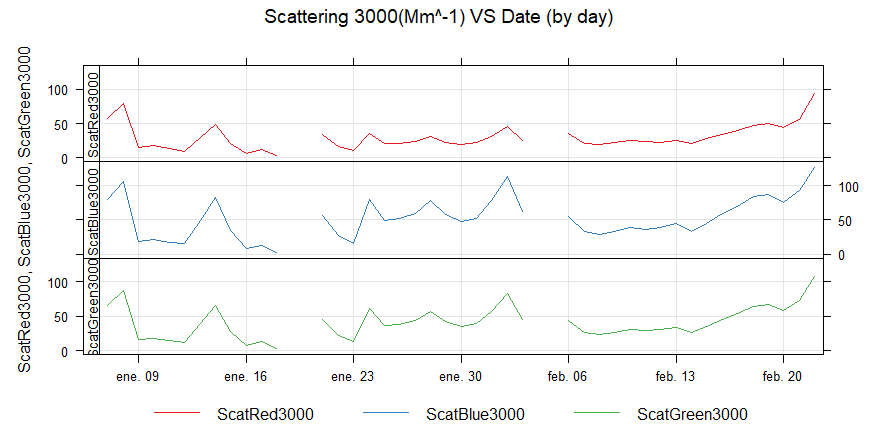 Scattering 3000(Mm^-1) VS Date (by day)
ScatRed3000, ScatBlue3000, ScatGreen3000
ScatRed3000
100
50
0
ScatBlue3000
100
50
0
ScatGreen3000
100
50
0
ene. 09 ene. 16 ene. 23 ene. 30 feb. 06 feb. 13 feb. 20
ScatRed3000 ScatBlue3000 ScatGreen3000